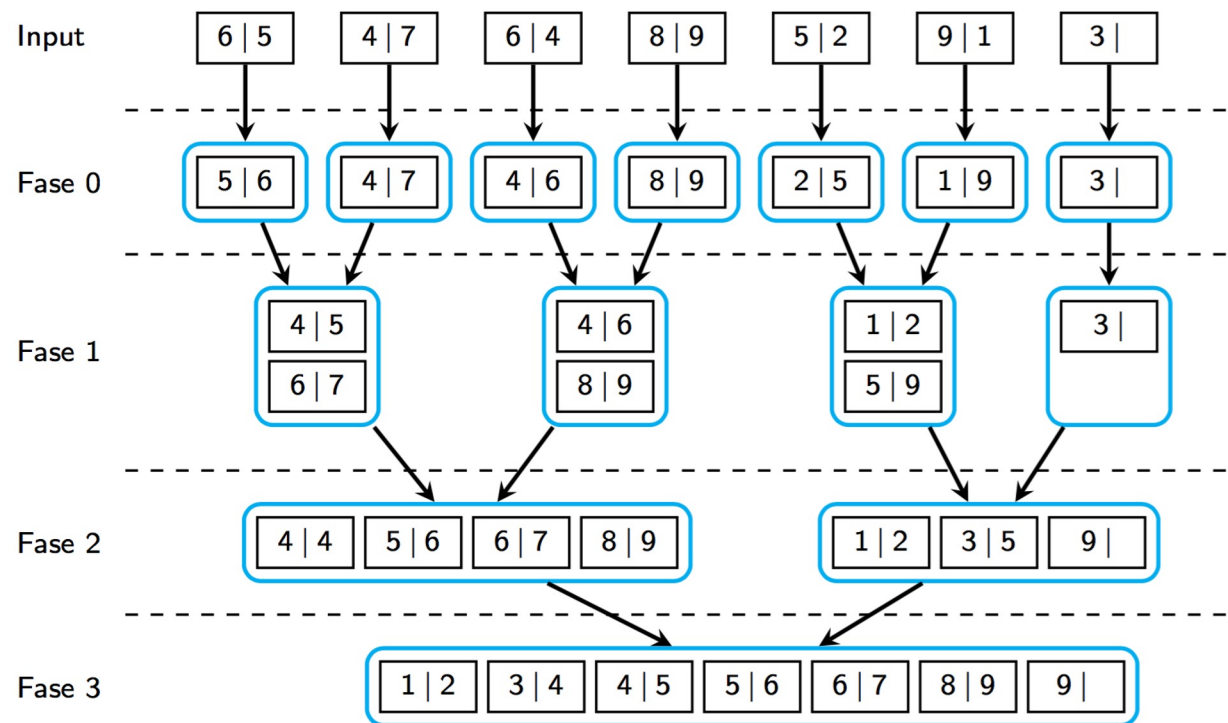 Input 6 | 5 4 | 7 6 | 4 8 | 9 5 | 2 9 | 1 3 |
Fase 0 5 | 6 4 | 7 4 | 6 8 | 9 2 | 5 1 | 9 3 |
4 | 5 4 | 6 1 | 2 3 |
Fase 1
6 | 7 8 | 9 5 | 9
Fase 2 4 | 4 5 | 6 6 | 7 8 | 9 1 | 2 3 | 5 9 |
Fase 3 1 | 2 3 | 4 4 | 5 5 | 6 6 | 7 8 | 9 9 |